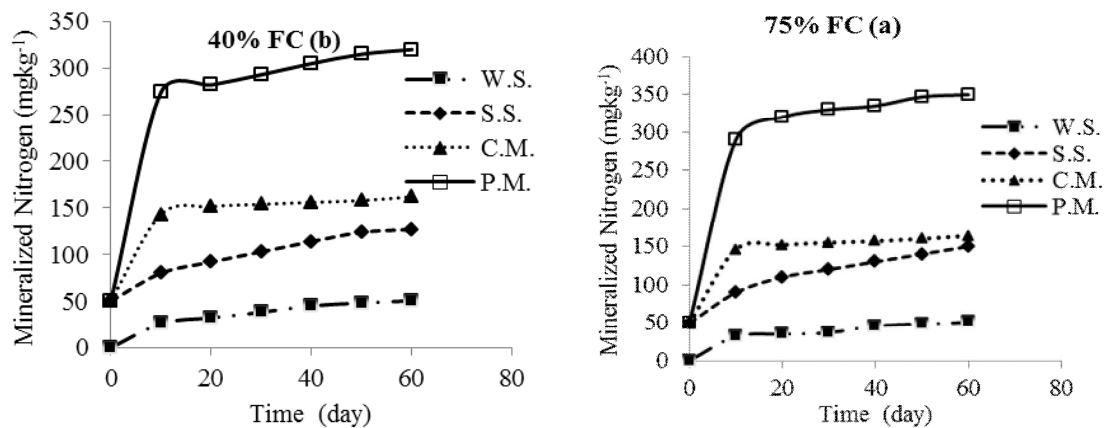 40% FC (b)
Mineralized Nitrogen (mgkg⁻¹)
350
300
250
200
150
100
50
0
0 20 40 60 80
Time (day)
W.S.
S.S.
C.M.
P.M.
75% FC (a)
Mineralized Nitrogen (mgkg⁻¹)
400
350
300
250
200
150
100
50
0
0 20 40 60 80
Time (day)
W.S.
S.S.
C.M.
P.M.